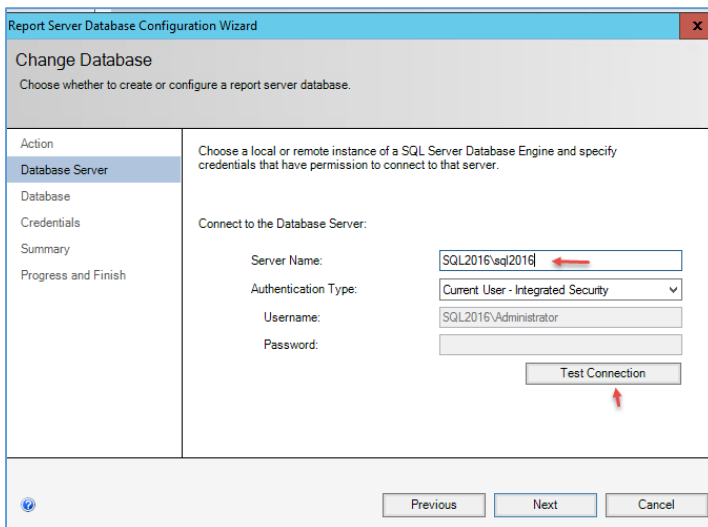 Report Server Database Configuration Wizard
x
Change Database
Choose whether to create or configure a report server database.
Action
Database Server
Database
Credentials
Summary
Progress and Finish
Choose a local or remote instance of a SQL Server Database Engine and specify
credentials that have permission to connect to that server.
Connect to the Database Server:
Server Name: SQL2016\sql2016
Authentication Type: Current User - Integrated Security
Username: SQL2016\Administrator
Password:
Test Connection
?
Previous Next Cancel